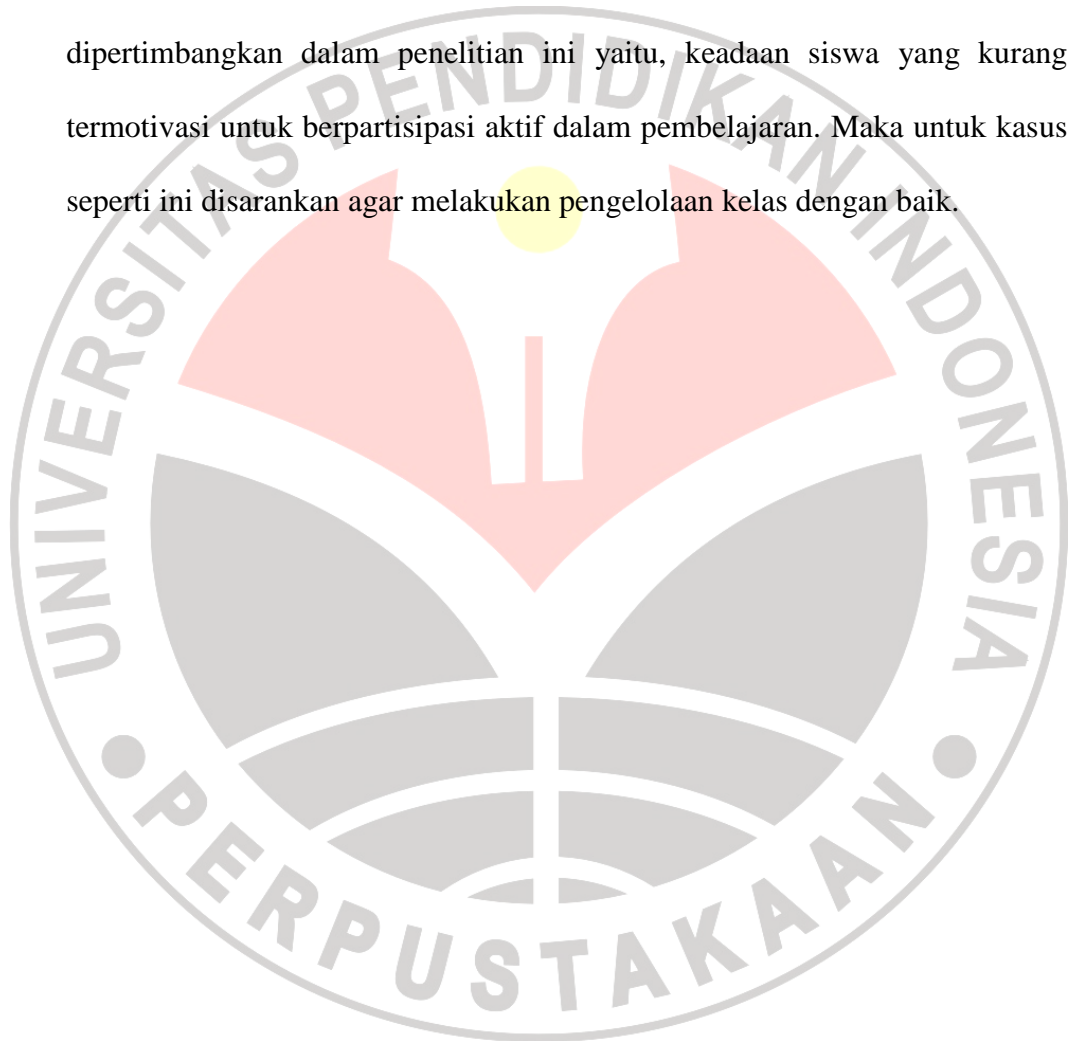 dipertimbangkan dalam penelitian ini yaitu, keadaan siswa yang kurang
termotivasi untuk berpartisipasi aktif dalam pembelajaran. Maka untuk kasus
seperti ini disarankan agar melakukan pengelolaan kelas dengan baik.
UNIVERSITAS PENDIDIKAN INDONESIA
PERPUSTAKAAN